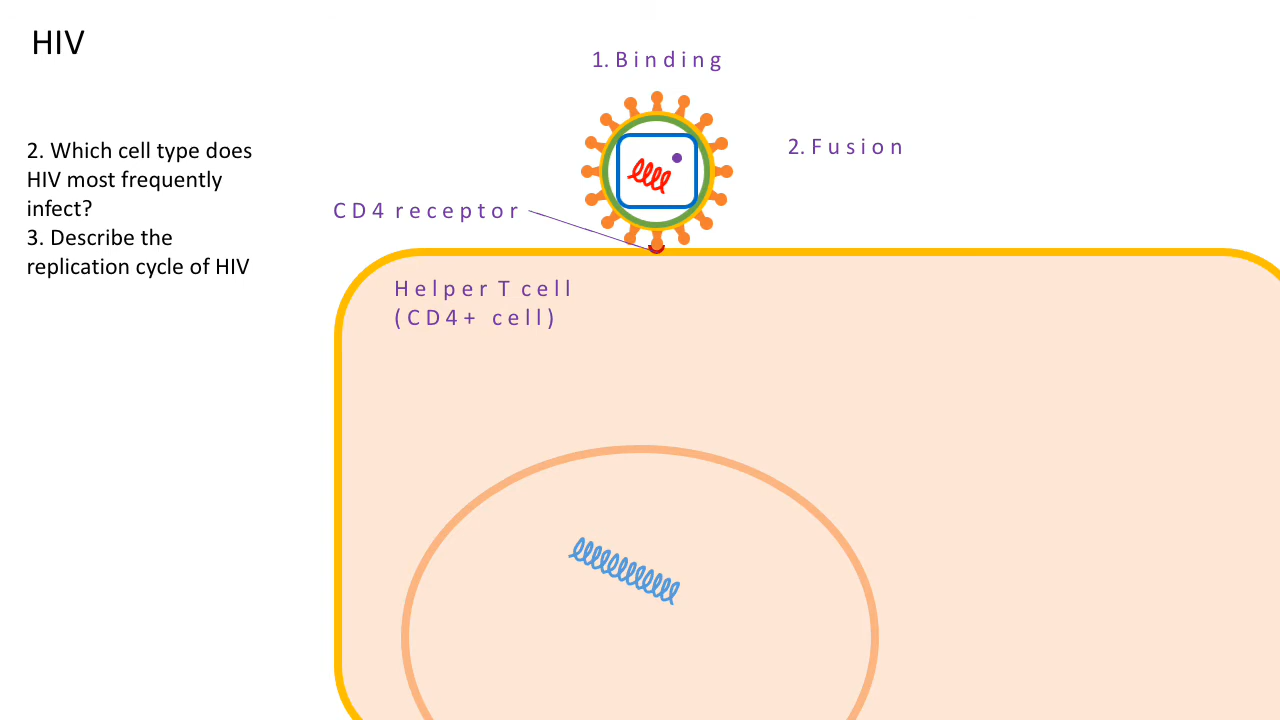 HIV
1. Binding
2. Which cell type does
HIV most frequently
infect?
3. Describe the
replication cycle of HIV
2. Fusion
CD4 receptor
Helper T cell
(CD4+ cell)